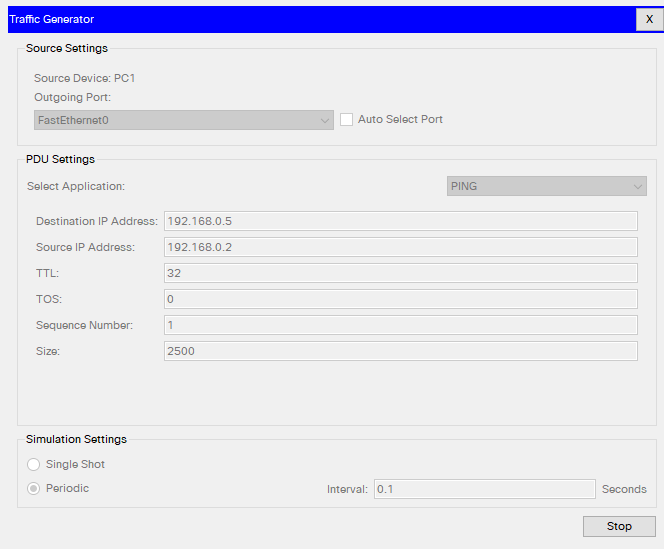 Traffic Generator X
Source Settings
Source Device: PC1
Outgoing Port:
FastEthernet0 Auto Select Port
PDU Settings
Select Application: PING
Destination IP Address: 192.168.0.5
Source IP Address: 192.168.0.2
TTL: 32
TOS: 0
Sequence Number: 1
Size: 2500
Simulation Settings
Single Shot
Periodic Interval: 0.1 Seconds
Stop